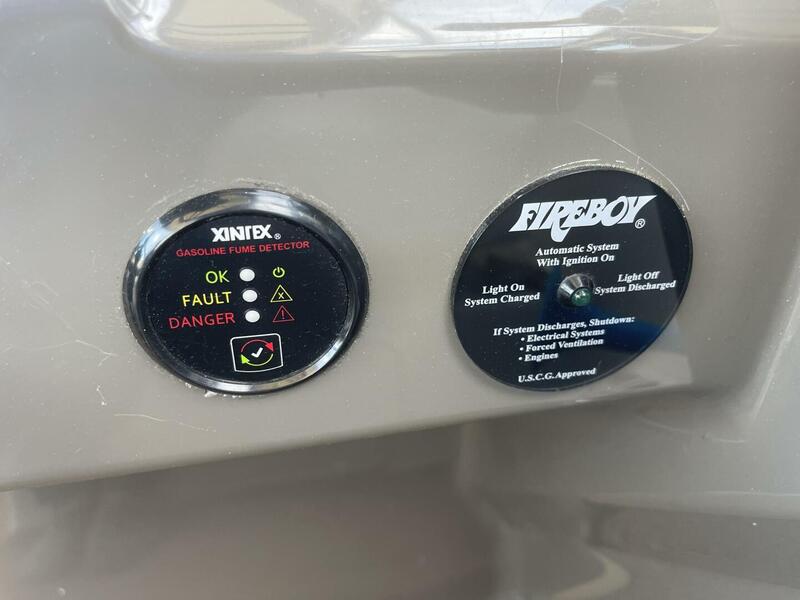 XINTEX®
GASOLINE FUME DETECTOR
OK
FAULT
DANGER
FIREBOY®
Automatic System
With Ignition On
Light On
System Charged
Light Off
System Discharged
If System Discharges, Shutdown:
• Electrical Systems
• Forced Ventilation
• Engines
U.S.C.G. Approved